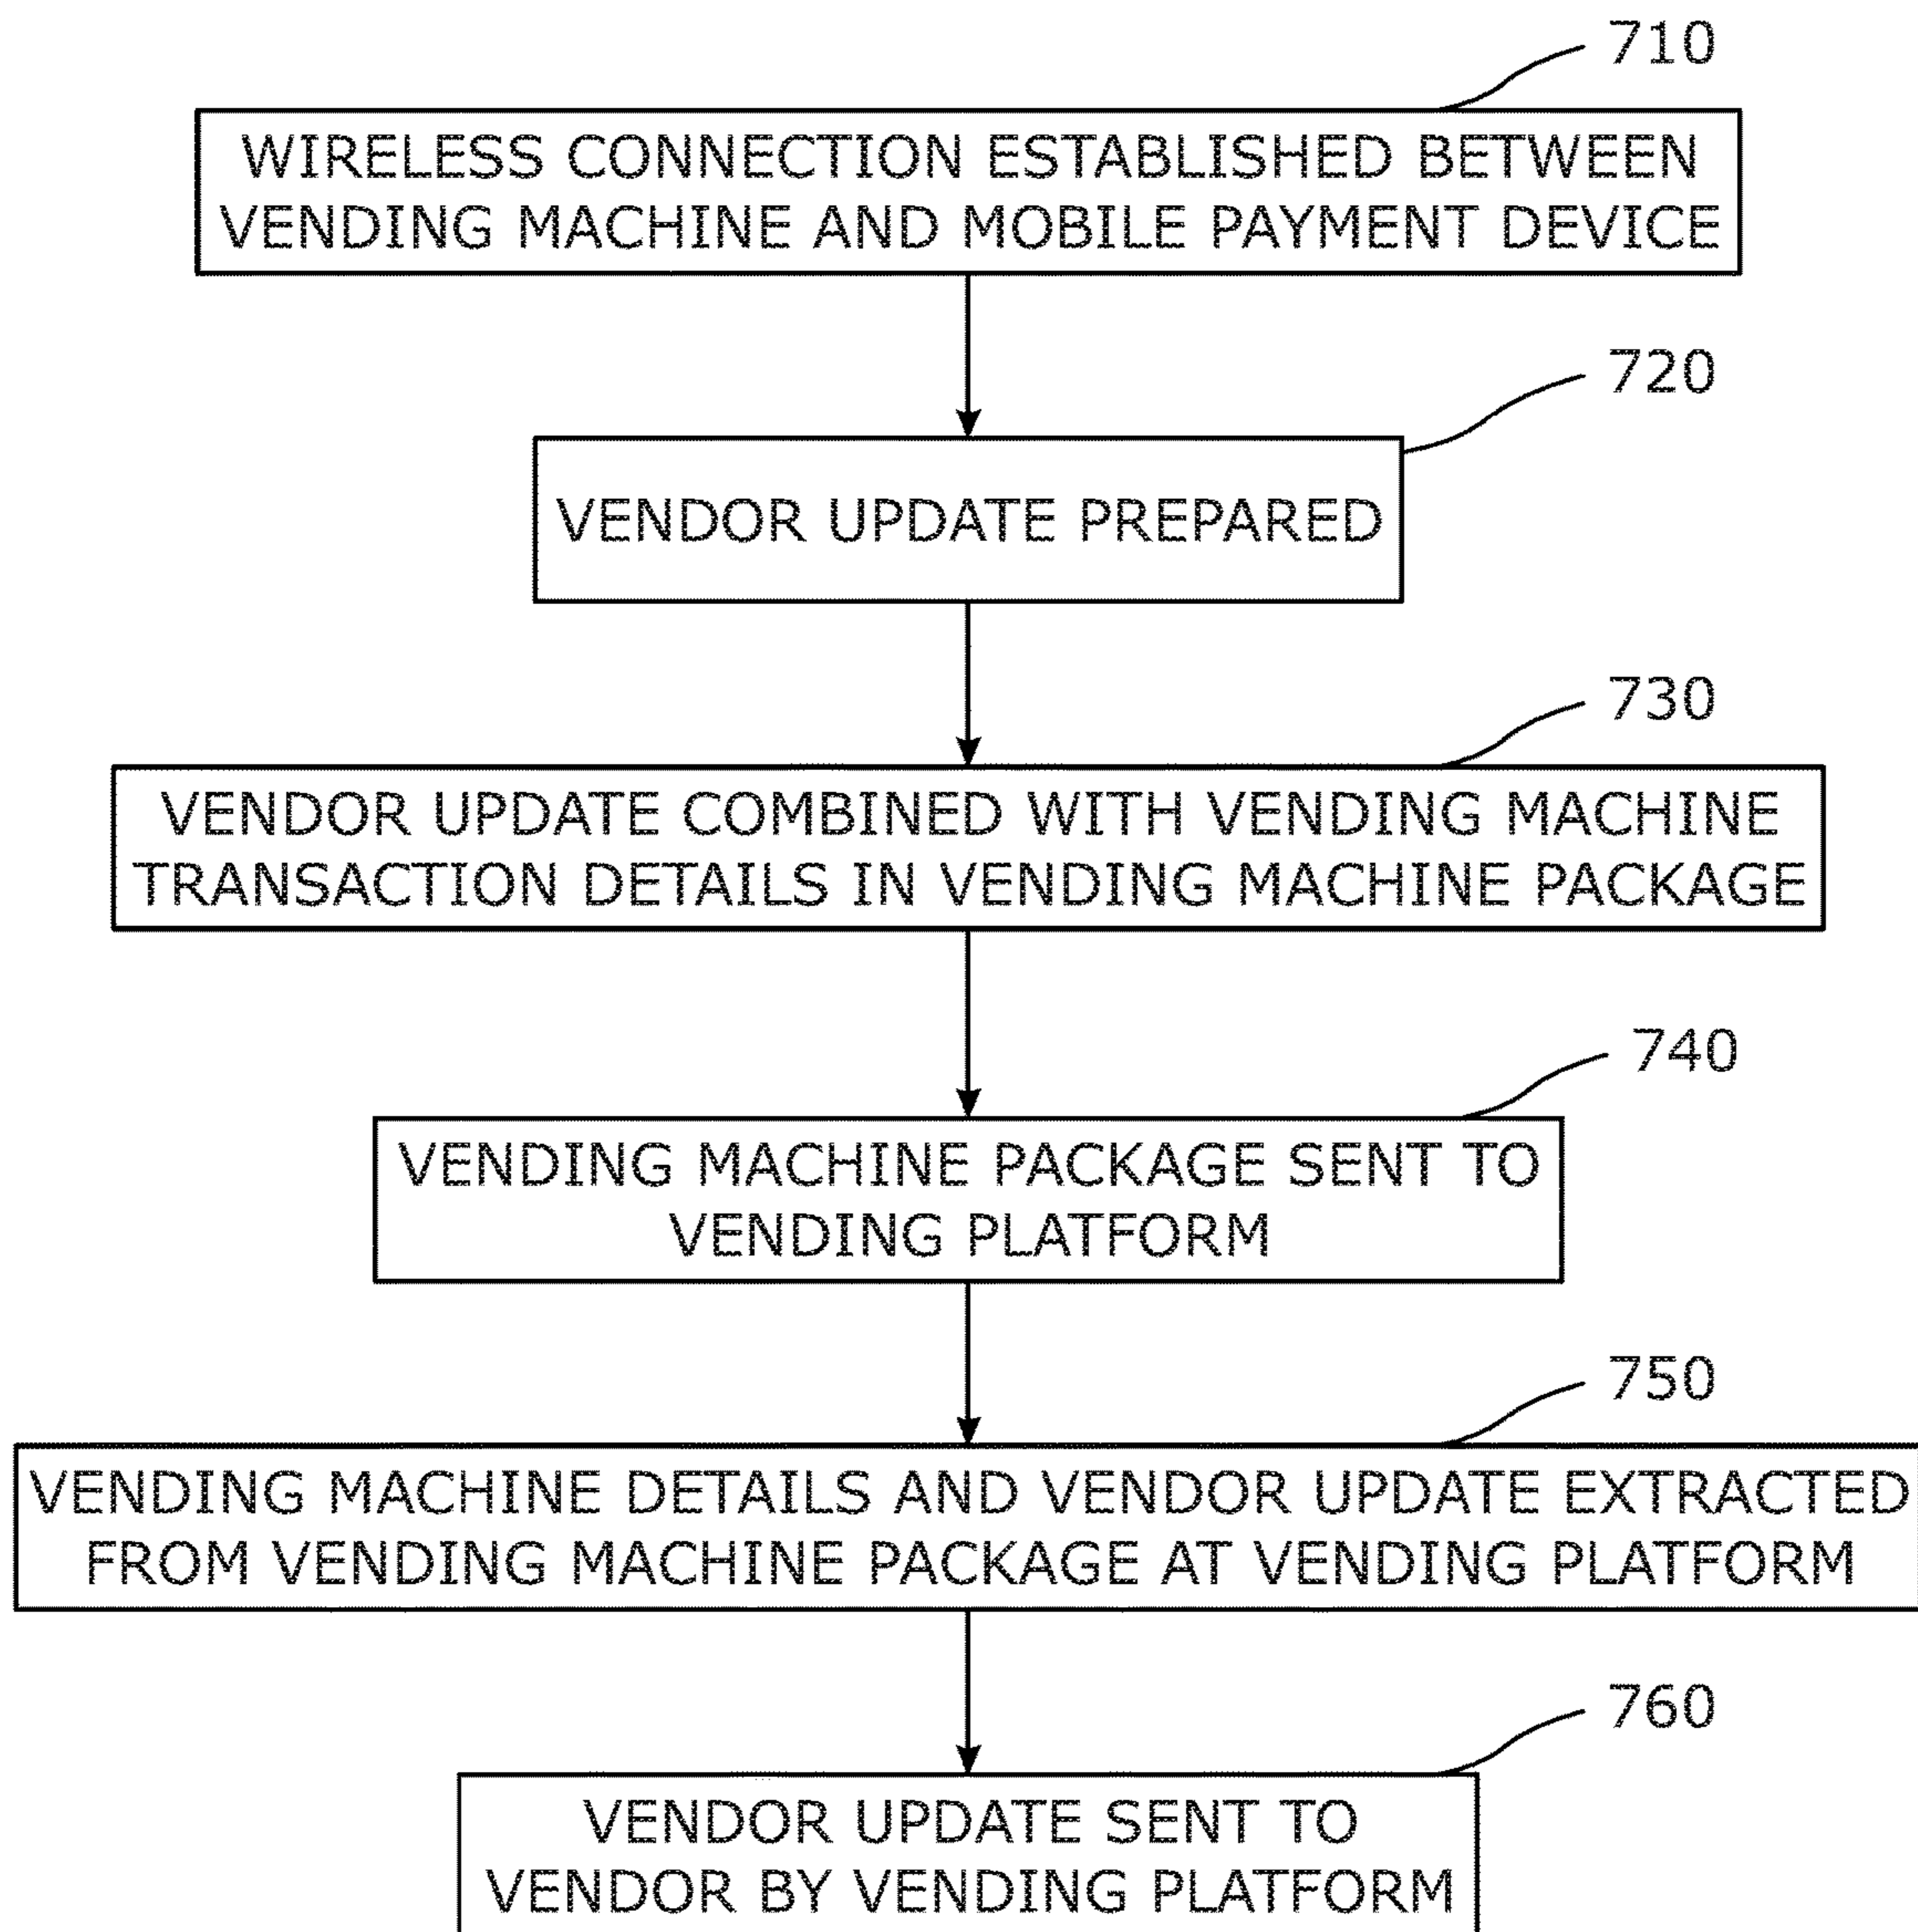 710
WIRELESS CONNECTION ESTABLISHED BETWEEN
VENDING MACHINE AND MOBILE PAYMENT DEVICE
720
VENDOR UPDATE PREPARED
730
VENDOR UPDATE COMBINED WITH VENDING MACHINE
TRANSACTION DETAILS IN VENDING MACHINE PACKAGE
740
VENDING MACHINE PACKAGE SENT TO
VENDING PLATFORM
750
VENDING MACHINE DETAILS AND VENDOR UPDATE EXTRACTED
FROM VENDING MACHINE PACKAGE AT VENDING PLATFORM
760
VENDOR UPDATE SENT TO
VENDOR BY VENDING PLATFORM